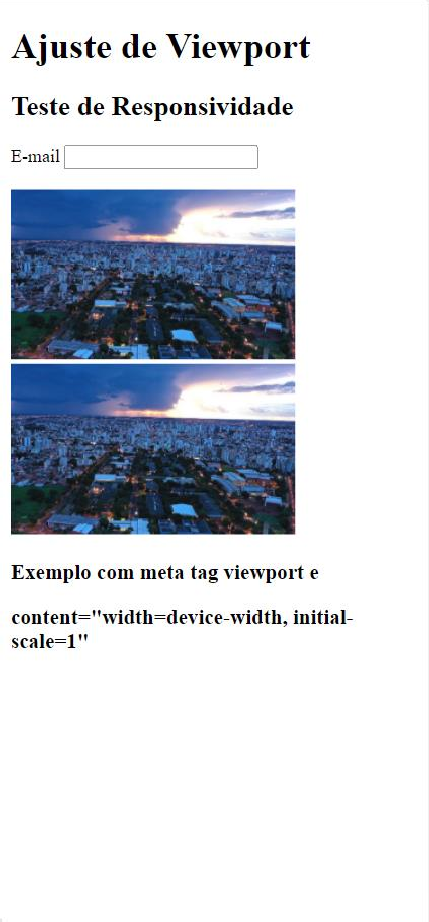 Ajuste de Viewport
Teste de Responsividade
E-mail
Exemplo com meta tag viewport e
content="width=device-width, initial-
scale=1"